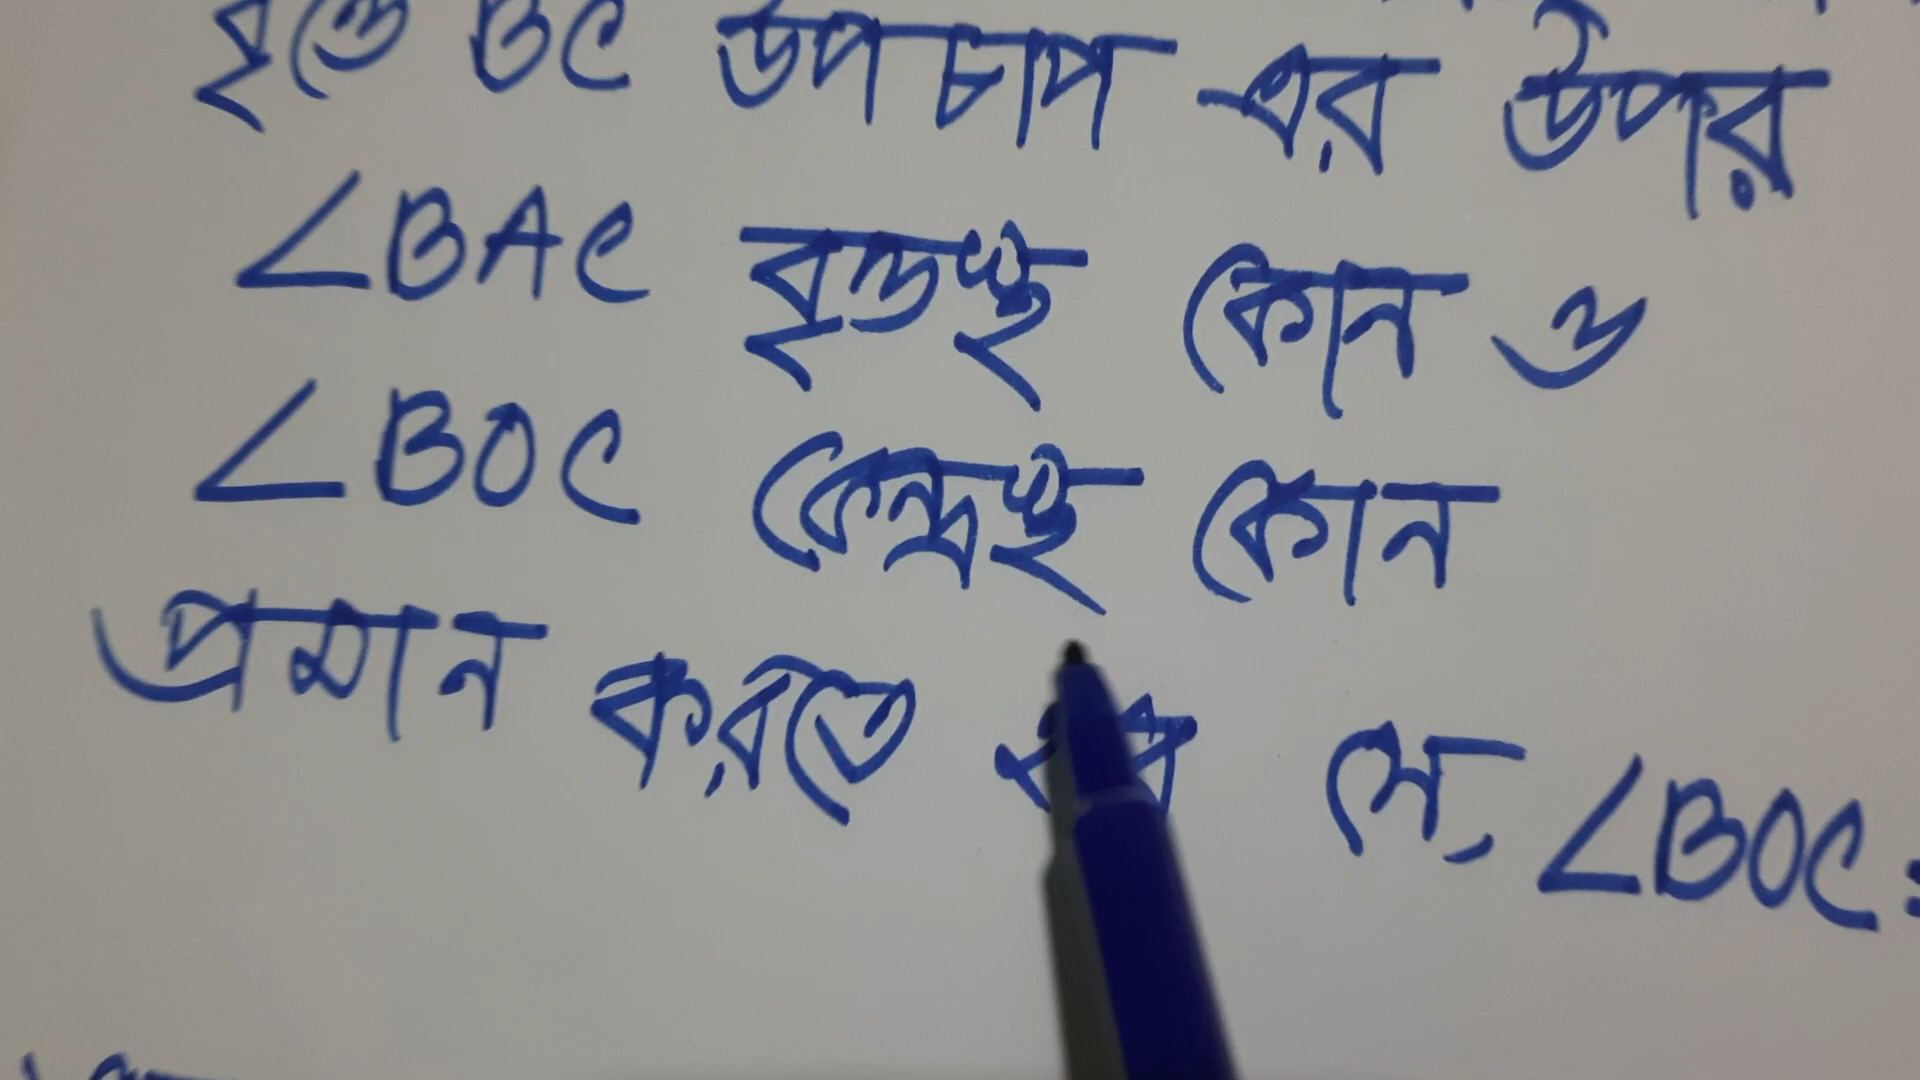 বৃত্তে BC উপচাপ এর উপর
∠BAC বৃত্তস্থ কোন ও
∠BOC কেন্দ্রস্থ কোন
প্রমান করতে হবে যে, ∠BOC=